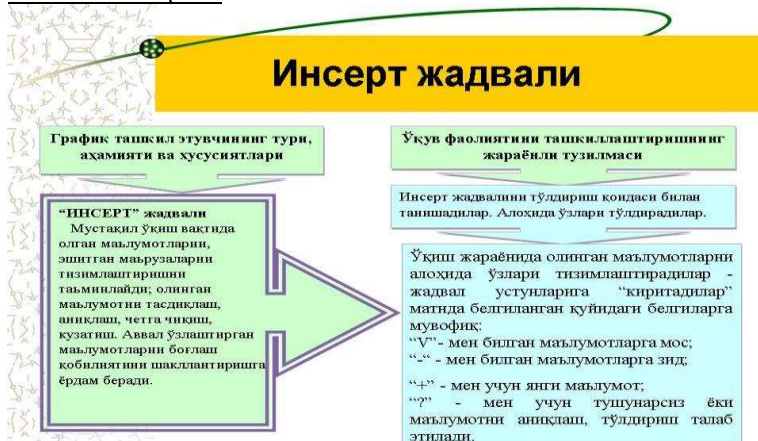 Инсерт жадвали
График ташкил этувчининг тури,
аҳамияти ва хусусиятлари
“ИНСЕРТ” жадвали
Мустақил ўқиш вақтида
олган маълумотларни,
эшитган маърузаларни
тизимлаштиришни
таъминлайди; олинган
маълумотни тасдиқлаш,
аниқлаш, четга чиқиш,
кузатиш. Аввал ўзлаштирган
маълумотларни боғлаш
қобилиятини шакллантиришга
ёрдам беради.
Ўқув фаолиятини ташкиллаштиришнинг
жараёнли тузилмаси
Инсерт жадвалини тўлдириш қоидаси билан
танишадилар. Алоҳида ўзлари тўлдирадилар.
Ўқиш жараёнида олинган маълумотларни
алоҳида ўзлари тизимлаштирадилар -
жадвал устунларига “киритадилар”
матнда белгиланган қуйидаги белгиларга
мувофиқ:
“V”- мен билган маълумотларга мос;
“-“ - мен билган маълумотларга зид;
“+” - мен учун янги маълумот;
“?” - мен учун тушунарсиз ёки
маълумотни аниқлаш, тўлдириш талаб
этилади.